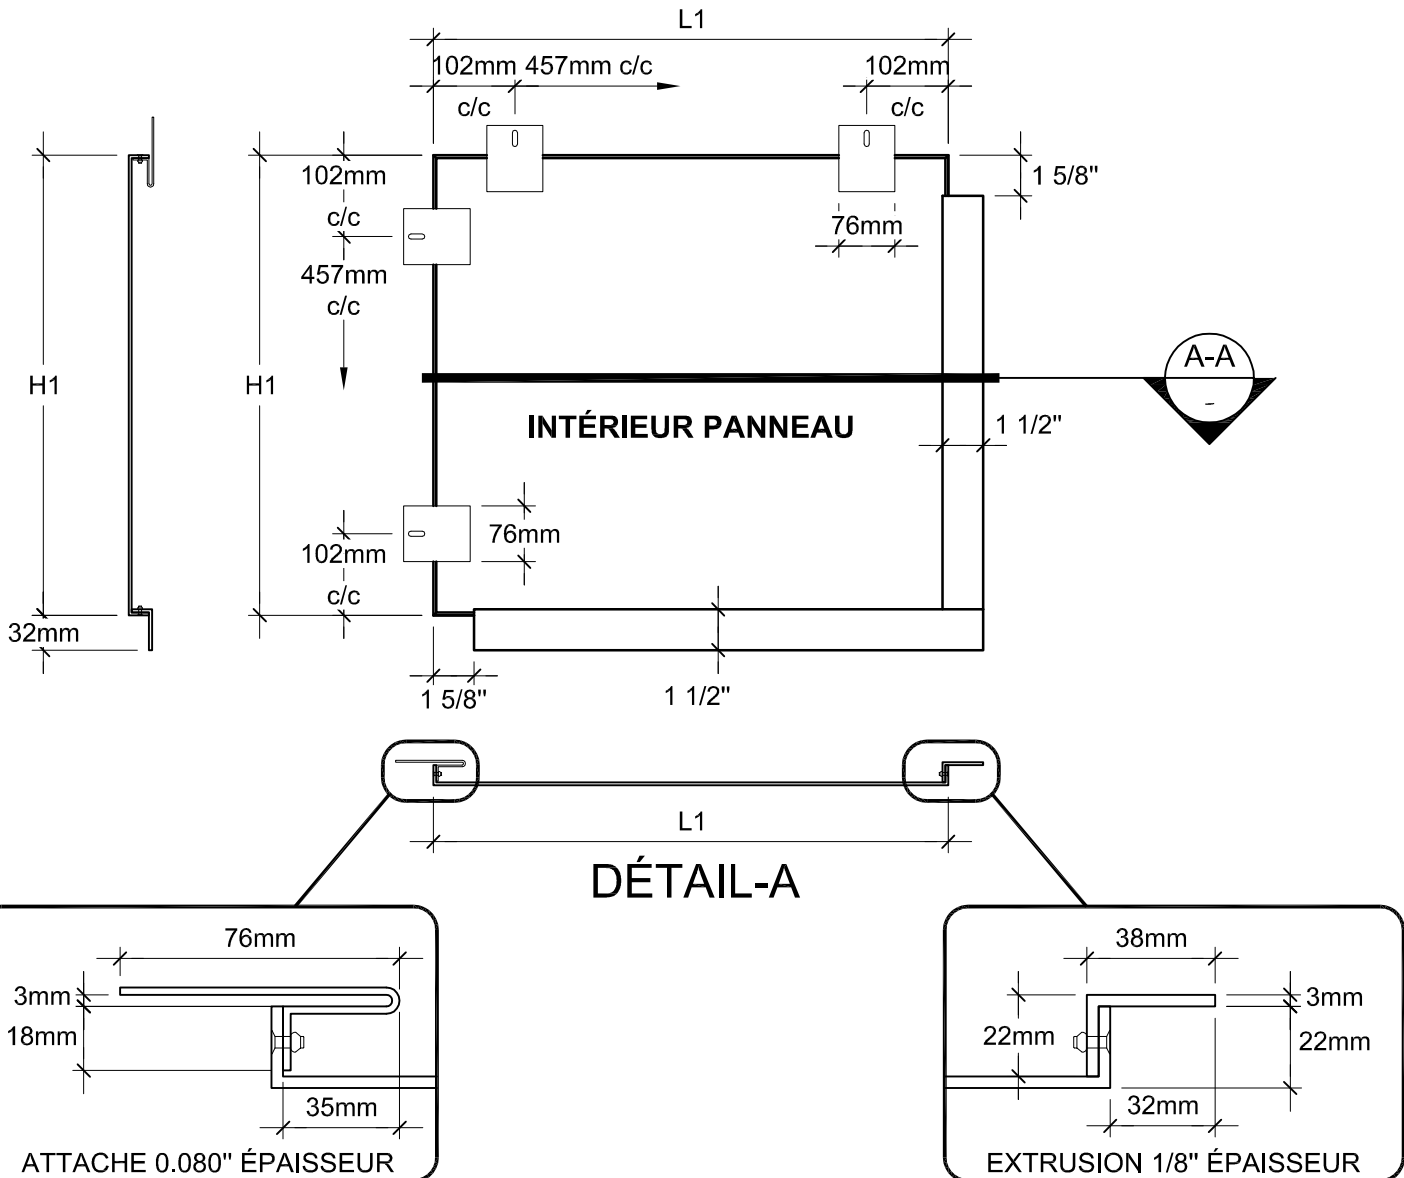 L1
102mm 457mm c/c
102mm
c/c
c/c
102mm
1 5/8"
c/c
76mm
457mm
c/c
H1
H1
A-A
-
INTÉRIEUR PANNEAU
1 1/2"
76mm
102mm
c/c
32mm
1 5/8"
1 1/2"
L1
DÉTAIL-A
76mm
3mm
18mm
35mm
ATTACHE 0.080" ÉPAISSEUR
38mm
3mm
22mm
22mm
32mm
EXTRUSION 1/8" ÉPAISSEUR